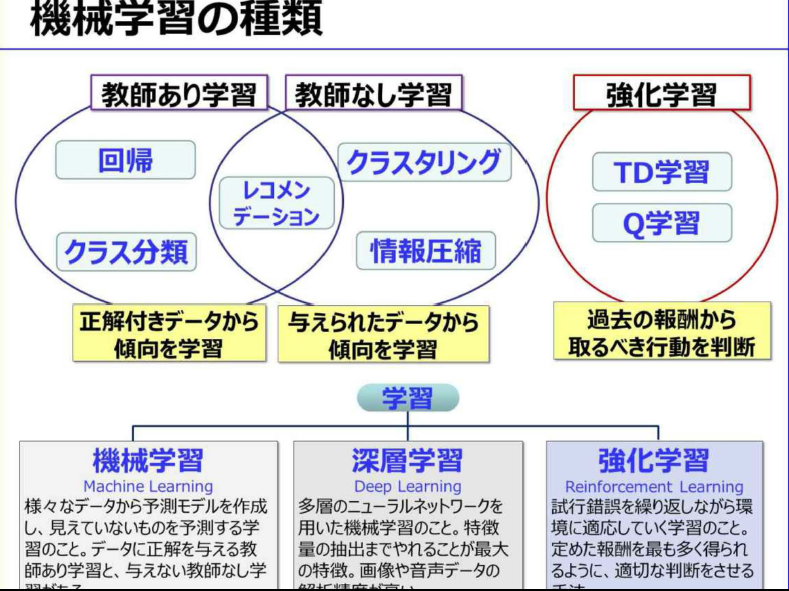 機械学習の種類
教師あり学習
教師なし学習
強化学習
回帰
クラスタリング
レコメン
デーション
TD学習
Q学習
クラス分類
情報圧縮
正解付きデータから
傾向を学習
与えられたデータから
傾向を学習
過去の報酬から
取るべき行動を判断
学習
機械学習
Machine Learning
様々なデータから予測モデルを作成
し、見えていないものを予測する学
習のこと。データに正解を与える教
師あり学習と、与えない教師なし学
深層学習
Deep Learning
多層のニューラルネットワークを
用いた機械学習のこと。特徴
量の抽出までやれることが最大
の特徴。画像や音声データの
強化学習
Reinforcement Learning
試行錯誤を繰り返しながら環
境に適応していく学習のこと。
定めた報酬を最も多く得られ
るように、適切な判断をさせる